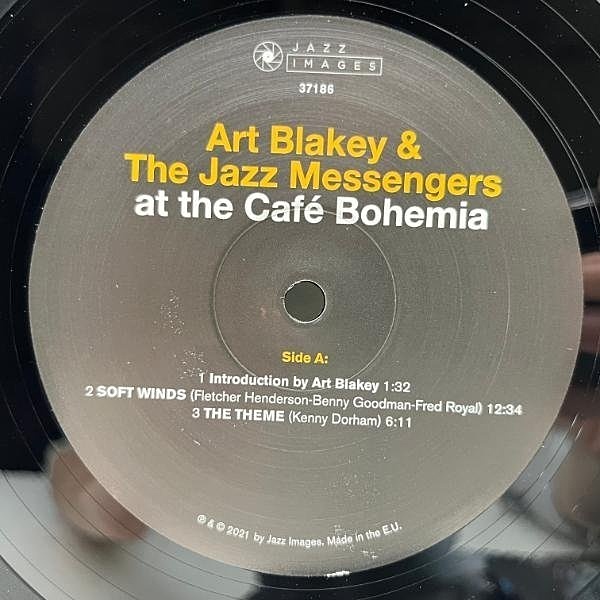 JAZZ
IMAGES
37186
Art Blakey &
The Jazz Messengers
at the Café Bohemia
Side A:
1 Introduction by Art Blakey 1:32
2 SOFT WINDS (Fletcher Henderson-Benny Goodman-Fred Royal) 12:34
3 THE THEME (Kenny Dorham) 6:11
℗ & © 2021 by Jazz Images. Made in the E.U.